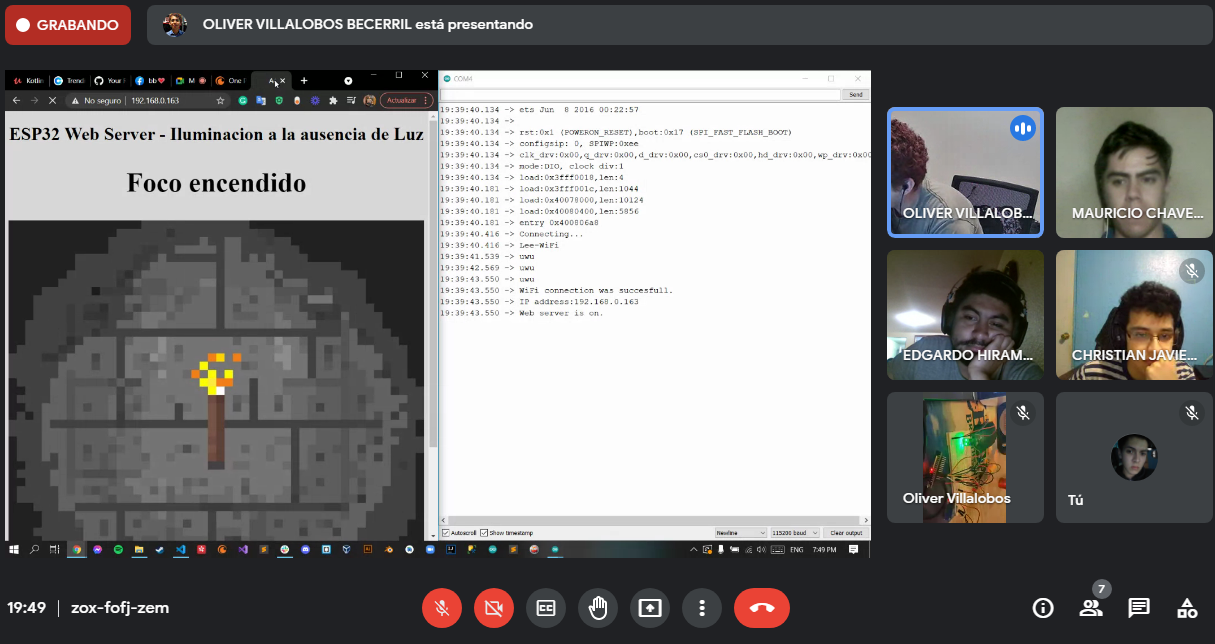 GRABANDO
OLIVER VILLALOBOS BECERRIL está presentando
Kotlin
Trend
Your
bb
M
One
A
No seguro
192.168.0.163
Actualizar
ESP32 Web Server - Iluminacion a la ausencia de Luz
Foco encendido
COM4
Send
19:39:40.134 -> ets Jun  8 2016 00:22:57
19:39:40.134 ->
19:39:40.134 -> rst:0x1 (POWERON_RESET),boot:0x17 (SPI_FAST_FLASH_BOOT)
19:39:40.134 -> configsip: 0, SPIWP:0xee
19:39:40.134 -> clk_drv:0x00,q_drv:0x00,d_drv:0x00,cs0_drv:0x00,hd_drv:0x00,wp_drv:0x00
19:39:40.134 -> mode:DIO, clock div:1
19:39:40.134 -> load:0x3fff0018,len:4
19:39:40.181 -> load:0x3fff001c,len:1044
19:39:40.181 -> load:0x40078000,len:10124
19:39:40.181 -> load:0x40080400,len:5856
19:39:40.181 -> entry 0x400806a8
19:39:40.416 -> Connecting...
19:39:40.416 -> Lee-WiFi
19:39:41.539 -> uwu
19:39:42.569 -> uwu
19:39:43.550 -> uwu
19:39:43.550 -> WiFi connection was succesfull.
19:39:43.550 -> IP address:192.168.0.163
19:39:43.550 -> Web server is on.
Autoscroll
Show timestamp
Newline
115200 baud
Clear output
ENG
7:49 PM
OLIVER VILLALOB...
MAURICIO CHAVE...
EDGARDO HIRAM...
CHRISTIAN JAVIE...
Oliver Villalobos
Tú
19:49
zox-fofj-zem
7